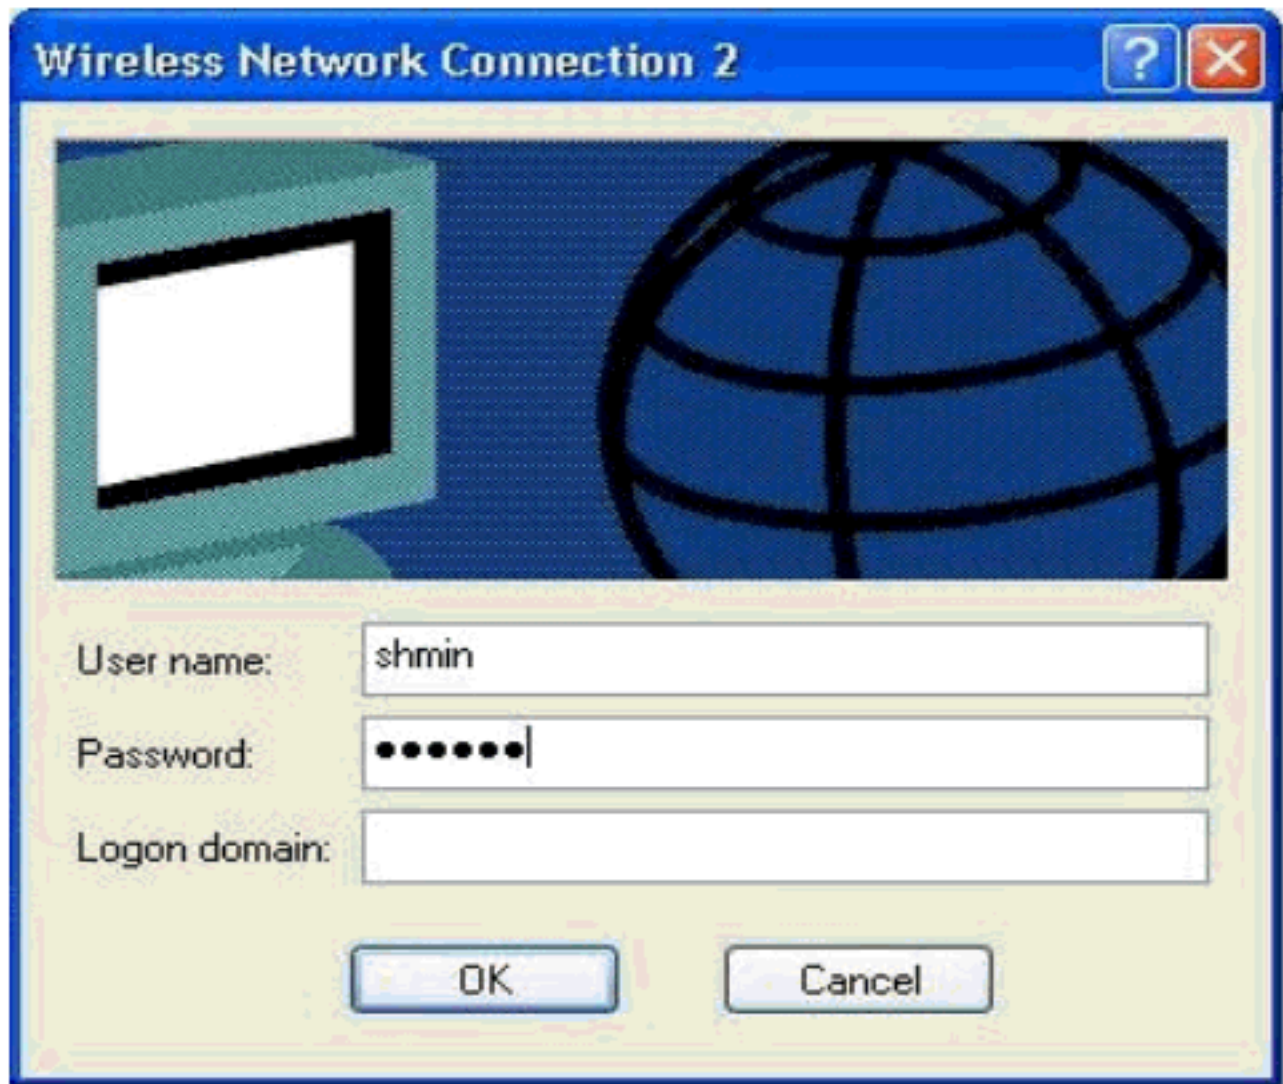 Wireless Network Connection 2
?
User name: shmin
Password: ●●●●●●
Logon domain:
OK Cancel